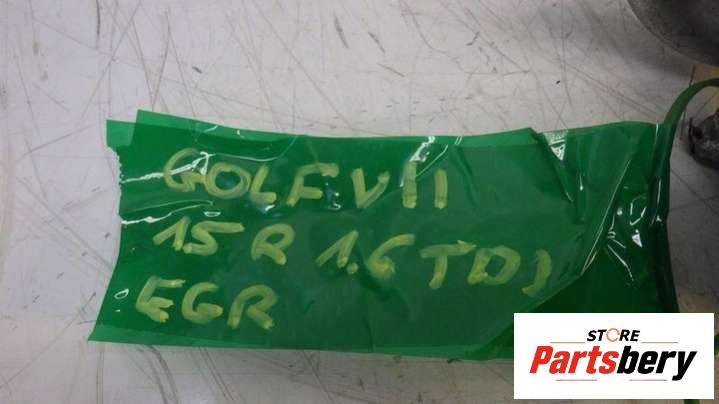 GOLF VII
15 R 1.6 TDI
EGR
STORE
Partsbery